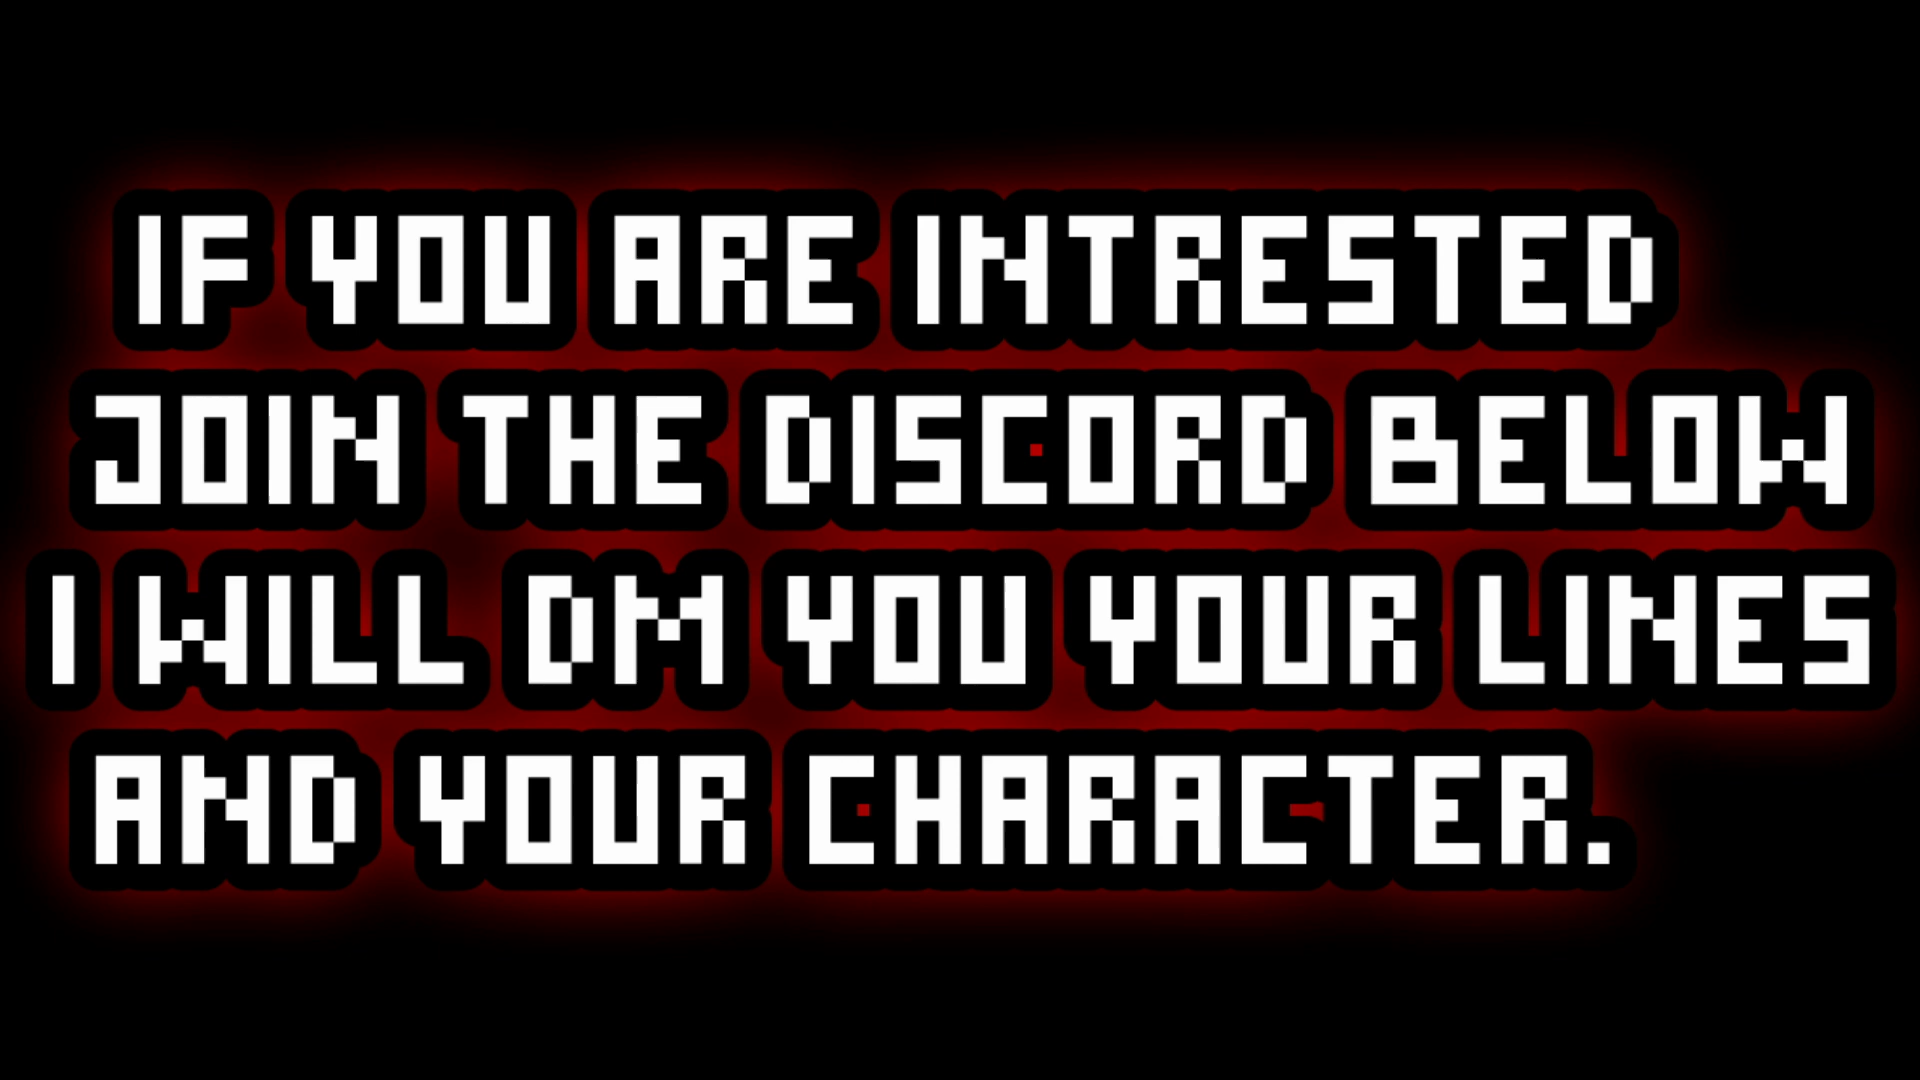 IF YOU ARE INTRESTED
JOIN THE DISCORD BELOW
I WILL DM YOU YOUR LINES
AND YOUR CHARACTER.